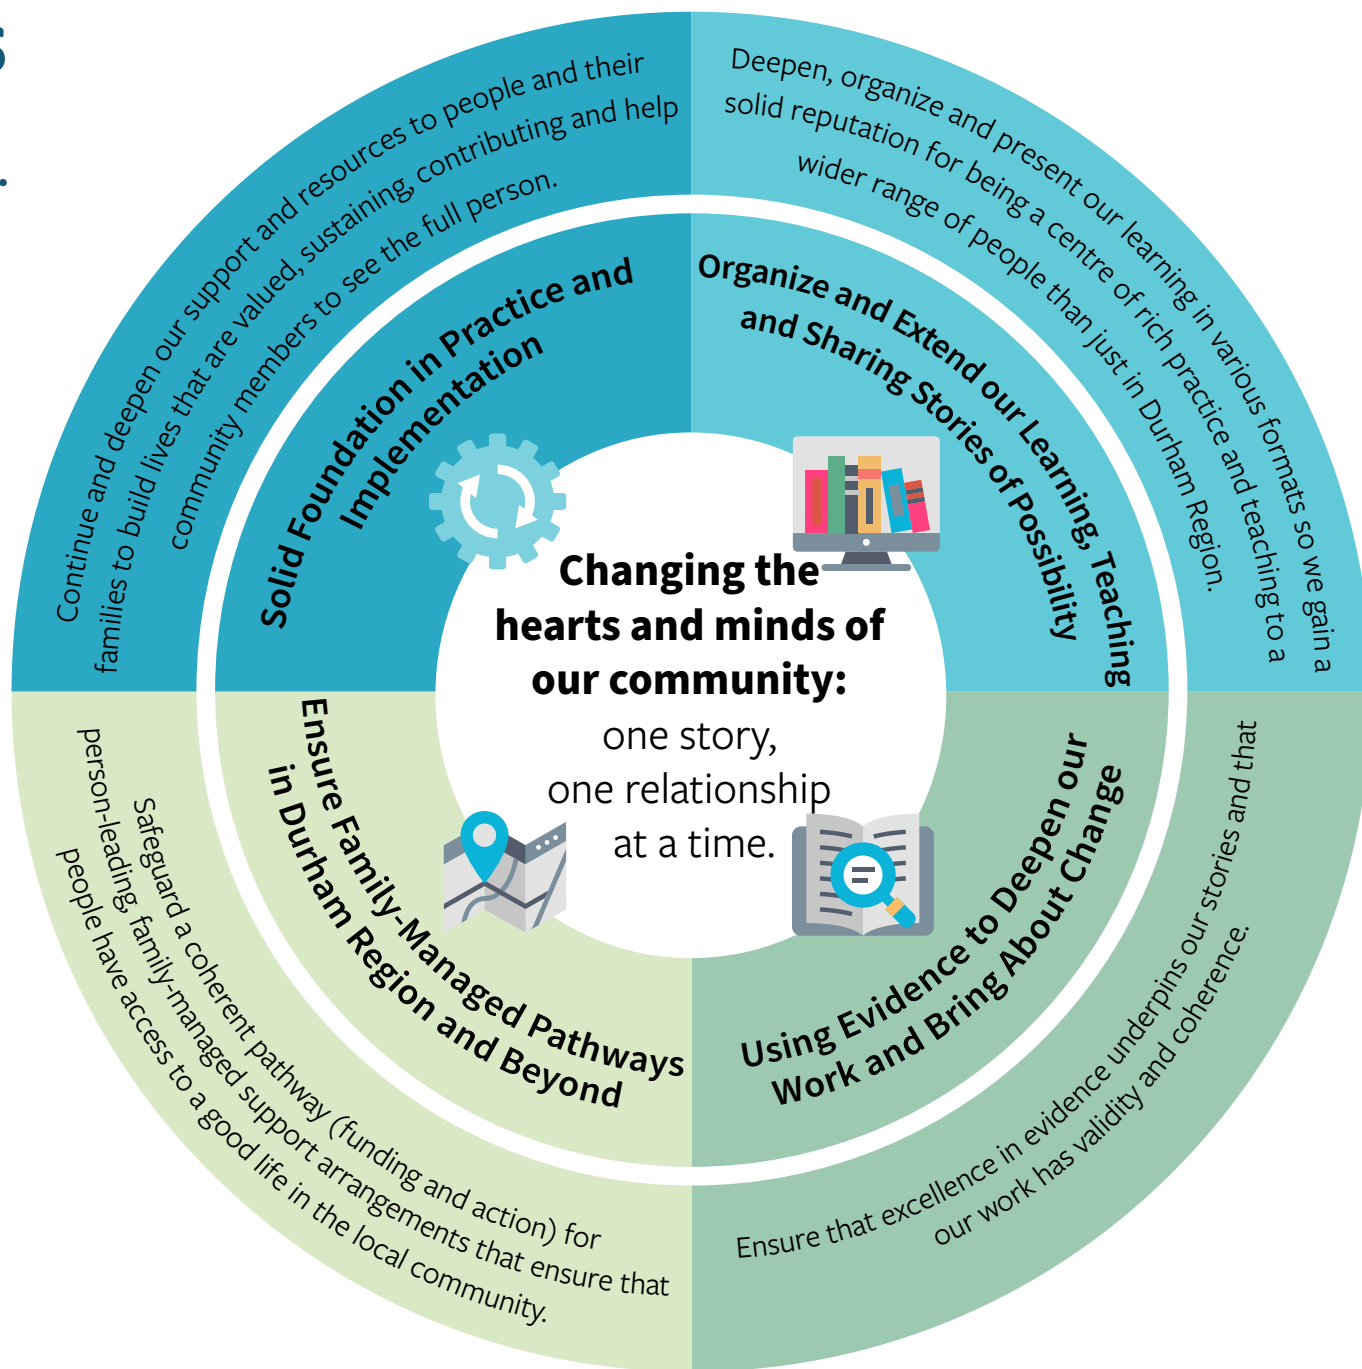 s
.
Continue and deepen our support and resources to people and their
families to build lives that are valued, sustaining, contributing and help
community members to see the full person.
Solid Foundation in Practice and
Implementation
Deepen, organize and present our learning in various formats so we gain a
solid reputation for being a centre of rich practice and teaching to a
wider range of people than just in Durham Region.
Organize and Extend our Learning, Teaching
and Sharing Stories of Possibility
Changing the
hearts and minds of
our community:
one story,
one relationship
at a time.
Ensure Family-Managed Pathways
in Durham Region and Beyond
Safeguard a coherent pathway (funding and action) for
person-leading, family-managed support arrangements that ensure that
people have access to a good life in the local community.
Using Evidence to Deepen our
Work and Bring About Change
Ensure that excellence in evidence underpins our stories and that
our work has validity and coherence.